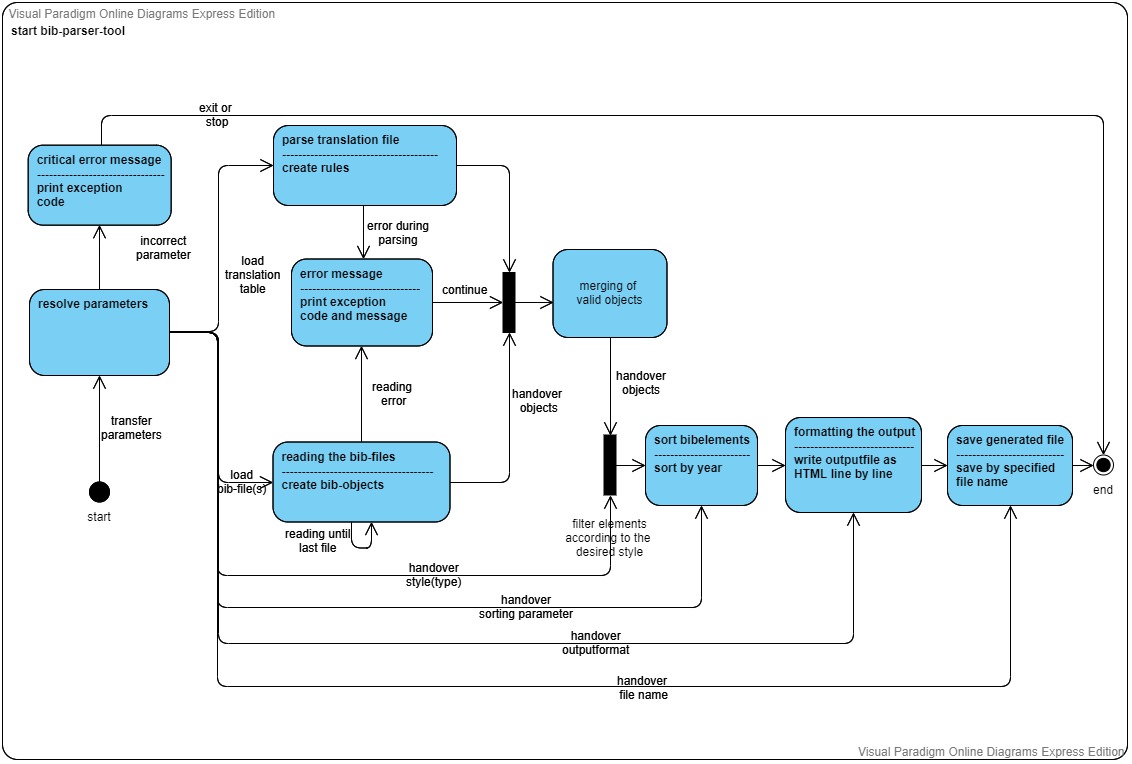 Visual Paradigm Online Diagrams Express Edition
start bib-parser-tool
exit or
stop
critical error message
print exception
code
parse translation file
create rules
incorrect
parameter
load
translation
table
error during
parsing
error message
print exception
code and message
continue
merging of
valid objects
resolve parameters
reading
error
handover
objects
handover
objects
transfer
parameters
start
load
bib-file(s)
reading the bib-files
create bib-objects
reading until
last file
sort bibelements
sort by year
formatting the output
write outputfile as
HTML line by line
save generated file
save by specified
file name
end
filter elements
according to the
desired style
handover
style(type)
handover
sorting parameter
handover
outputformat
handover
file name
Visual Paradigm Online Diagrams Express Edition